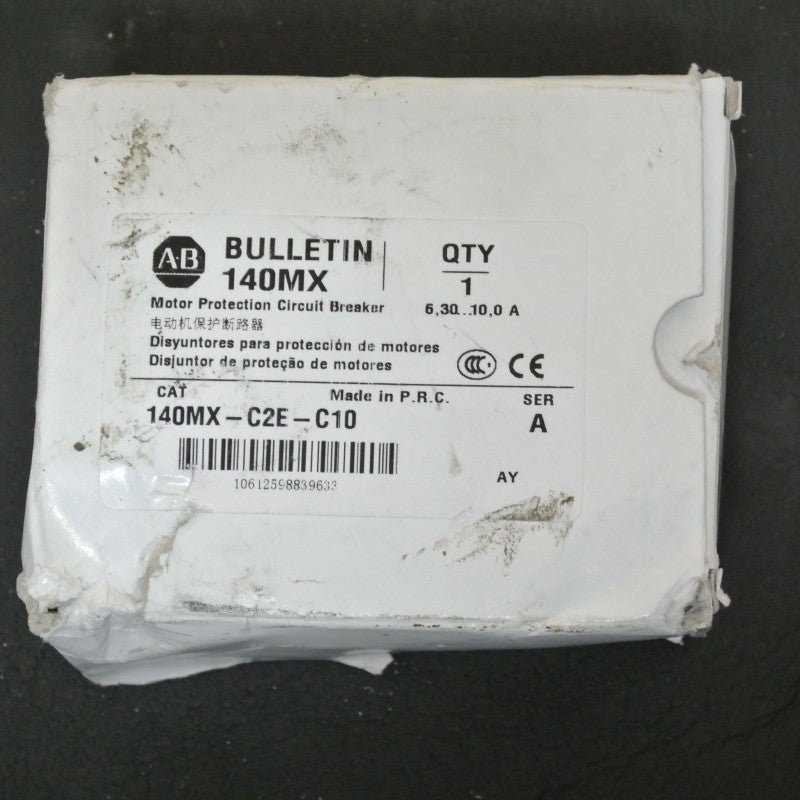 A·B
BULLETIN
140MX
QTY
1
Motor Protection Circuit Breaker
6,30...10,0 A
电动机保护断路器
Disyuntores para protección de motores
Disjuntor de proteção de motores
CCC CE
CAT
Made in P.R.C.
SER
140MX-C2E-C10
A
10612598839633
AY